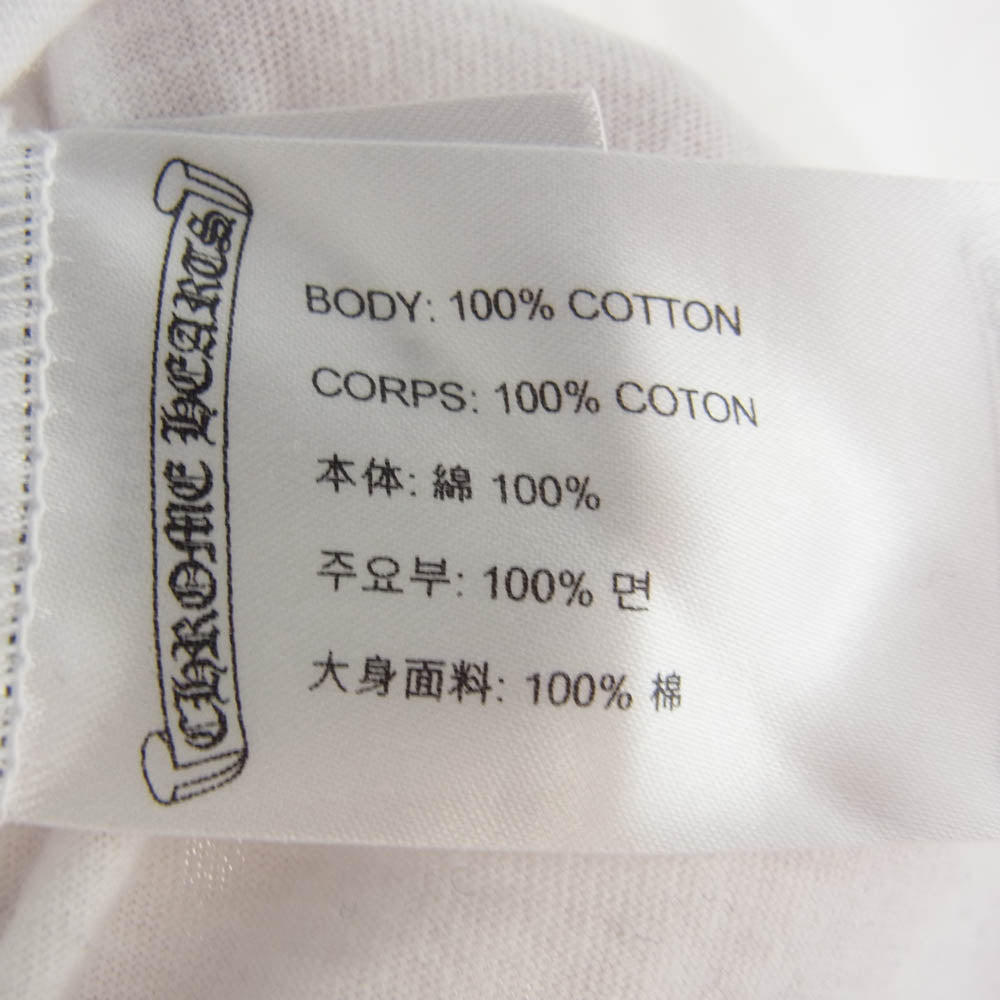 CHROME HEARTS
BODY: 100% COTTON
CORPS: 100% COTON
本体: 綿 100%
주요부: 100% 면
大身面料: 100% 棉